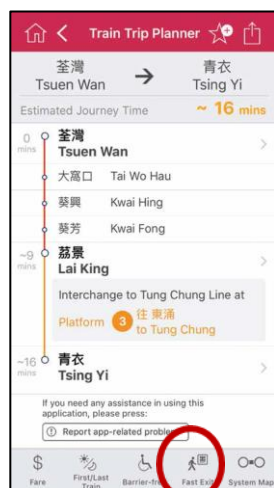 Train Trip Planner
荃灣 → 青衣
Tsuen Wan Tsing Yi
Estimated Journey Time ~ 16 mins
0 mins 荃灣
Tsuen Wan
大窩口 Tai Wo Hau
葵興 Kwai Hing
葵芳 Kwai Fong
~9 mins 茘景
Lai King
Interchange to Tung Chung Line at
Platform 3 往 東涌
to Tung Chung
~16 mins 青衣
Tsing Yi
If you need any assistance in using this
application, please press:
Report app-related problem
$
Fare First/Last Train Barrier-free Fast Exit System Map